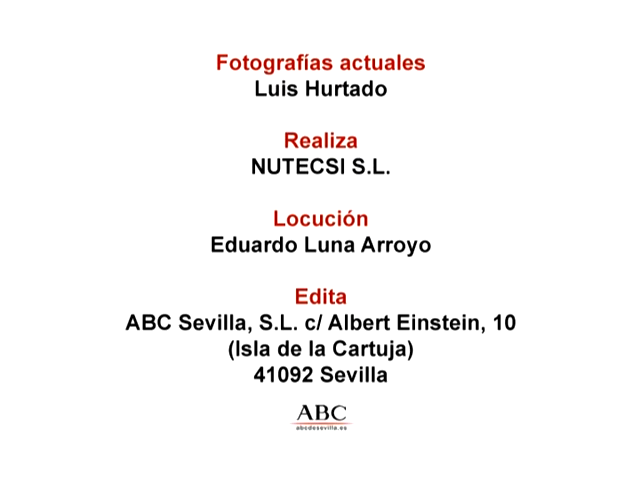 Fotografías actuales
Luis Hurtado
Realiza
NUTECSI S.L.
Locución
Eduardo Luna Arroyo
Edita
ABC Sevilla, S.L. c/ Albert Einstein, 10
(Isla de la Cartuja)
41092 Sevilla
ABC
abcdesevilla.es